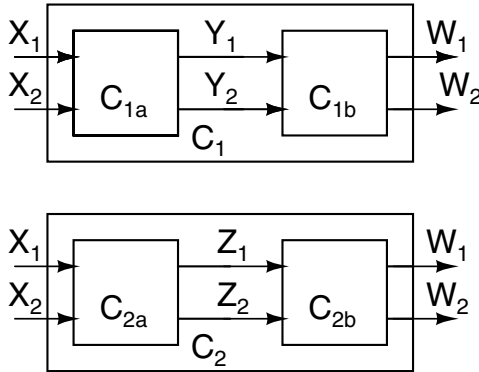 X₁ Y₁ W₁
X₂ C₁ₐ Y₂ C₁b W₂
C₁
X₁ Z₁ W₁
X₂ C₂ₐ Z₂ C₂b W₂
C₂